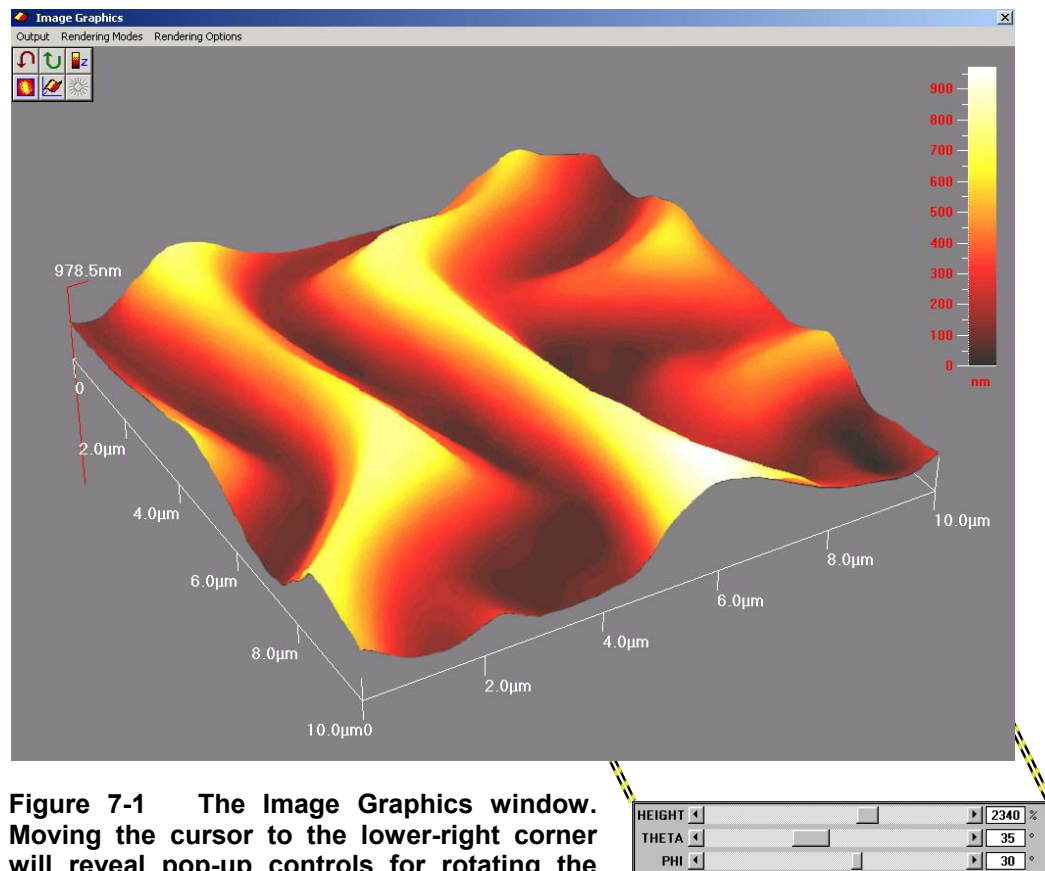 Image Graphics
Output Rendering Modes Rendering Options
z
900
800
700
600
500
400
300
200
100
0
nm
978.5nm
0
2.0µm
4.0µm
6.0µm
8.0µm
10.0µm0
2.0µm
4.0µm
6.0µm
8.0µm
10.0µm
Figure 7-1 The Image Graphics window.
Moving the cursor to the lower-right corner
will reveal pop-up controls for rotating the
HEIGHT 2340 %
THETA 35 °
PHI 30 °